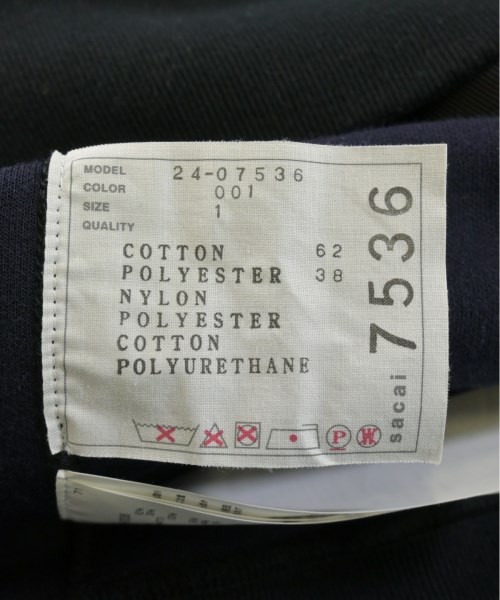 MODEL 24-07536
COLOR 001
SIZE 1
QUALITY
COTTON 62
POLYESTER 38
NYLON
POLYESTER
COTTON
POLYURETHANE
P
W
sacai 7536